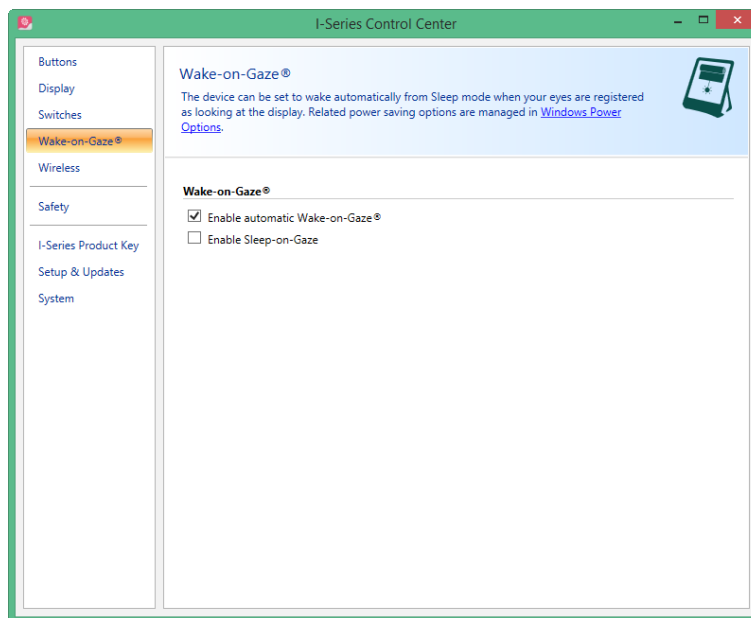 I-Series Control Center
Buttons
Display
Switches
Wake-on-Gaze®
Wireless
Safety
I-Series Product Key
Setup & Updates
System
Wake-on-Gaze®
The device can be set to wake automatically from Sleep mode when your eyes are registered
as looking at the display. Related power saving options are managed in Windows Power
Options.
Wake-on-Gaze®
Enable automatic Wake-on-Gaze®
Enable Sleep-on-Gaze